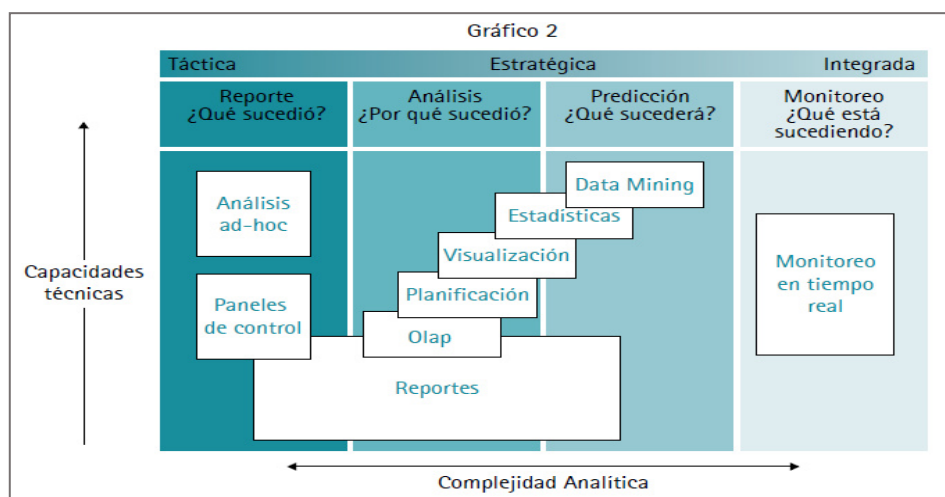 Gráfico 2
Táctica
Estratégica
Integrada
Reporte
¿Qué sucedió?
Análisis
¿Por qué sucedió?
Predicción
¿Qué sucederá?
Monitoreo
¿Qué está
sucediendo?
Capacidades
técnicas
Análisis
ad-hoc
Paneles
de control
Data Mining
Estadísticas
Visualización
Planificación
Olap
Reportes
Monitoreo
en tiempo
real
Complejidad Analitica